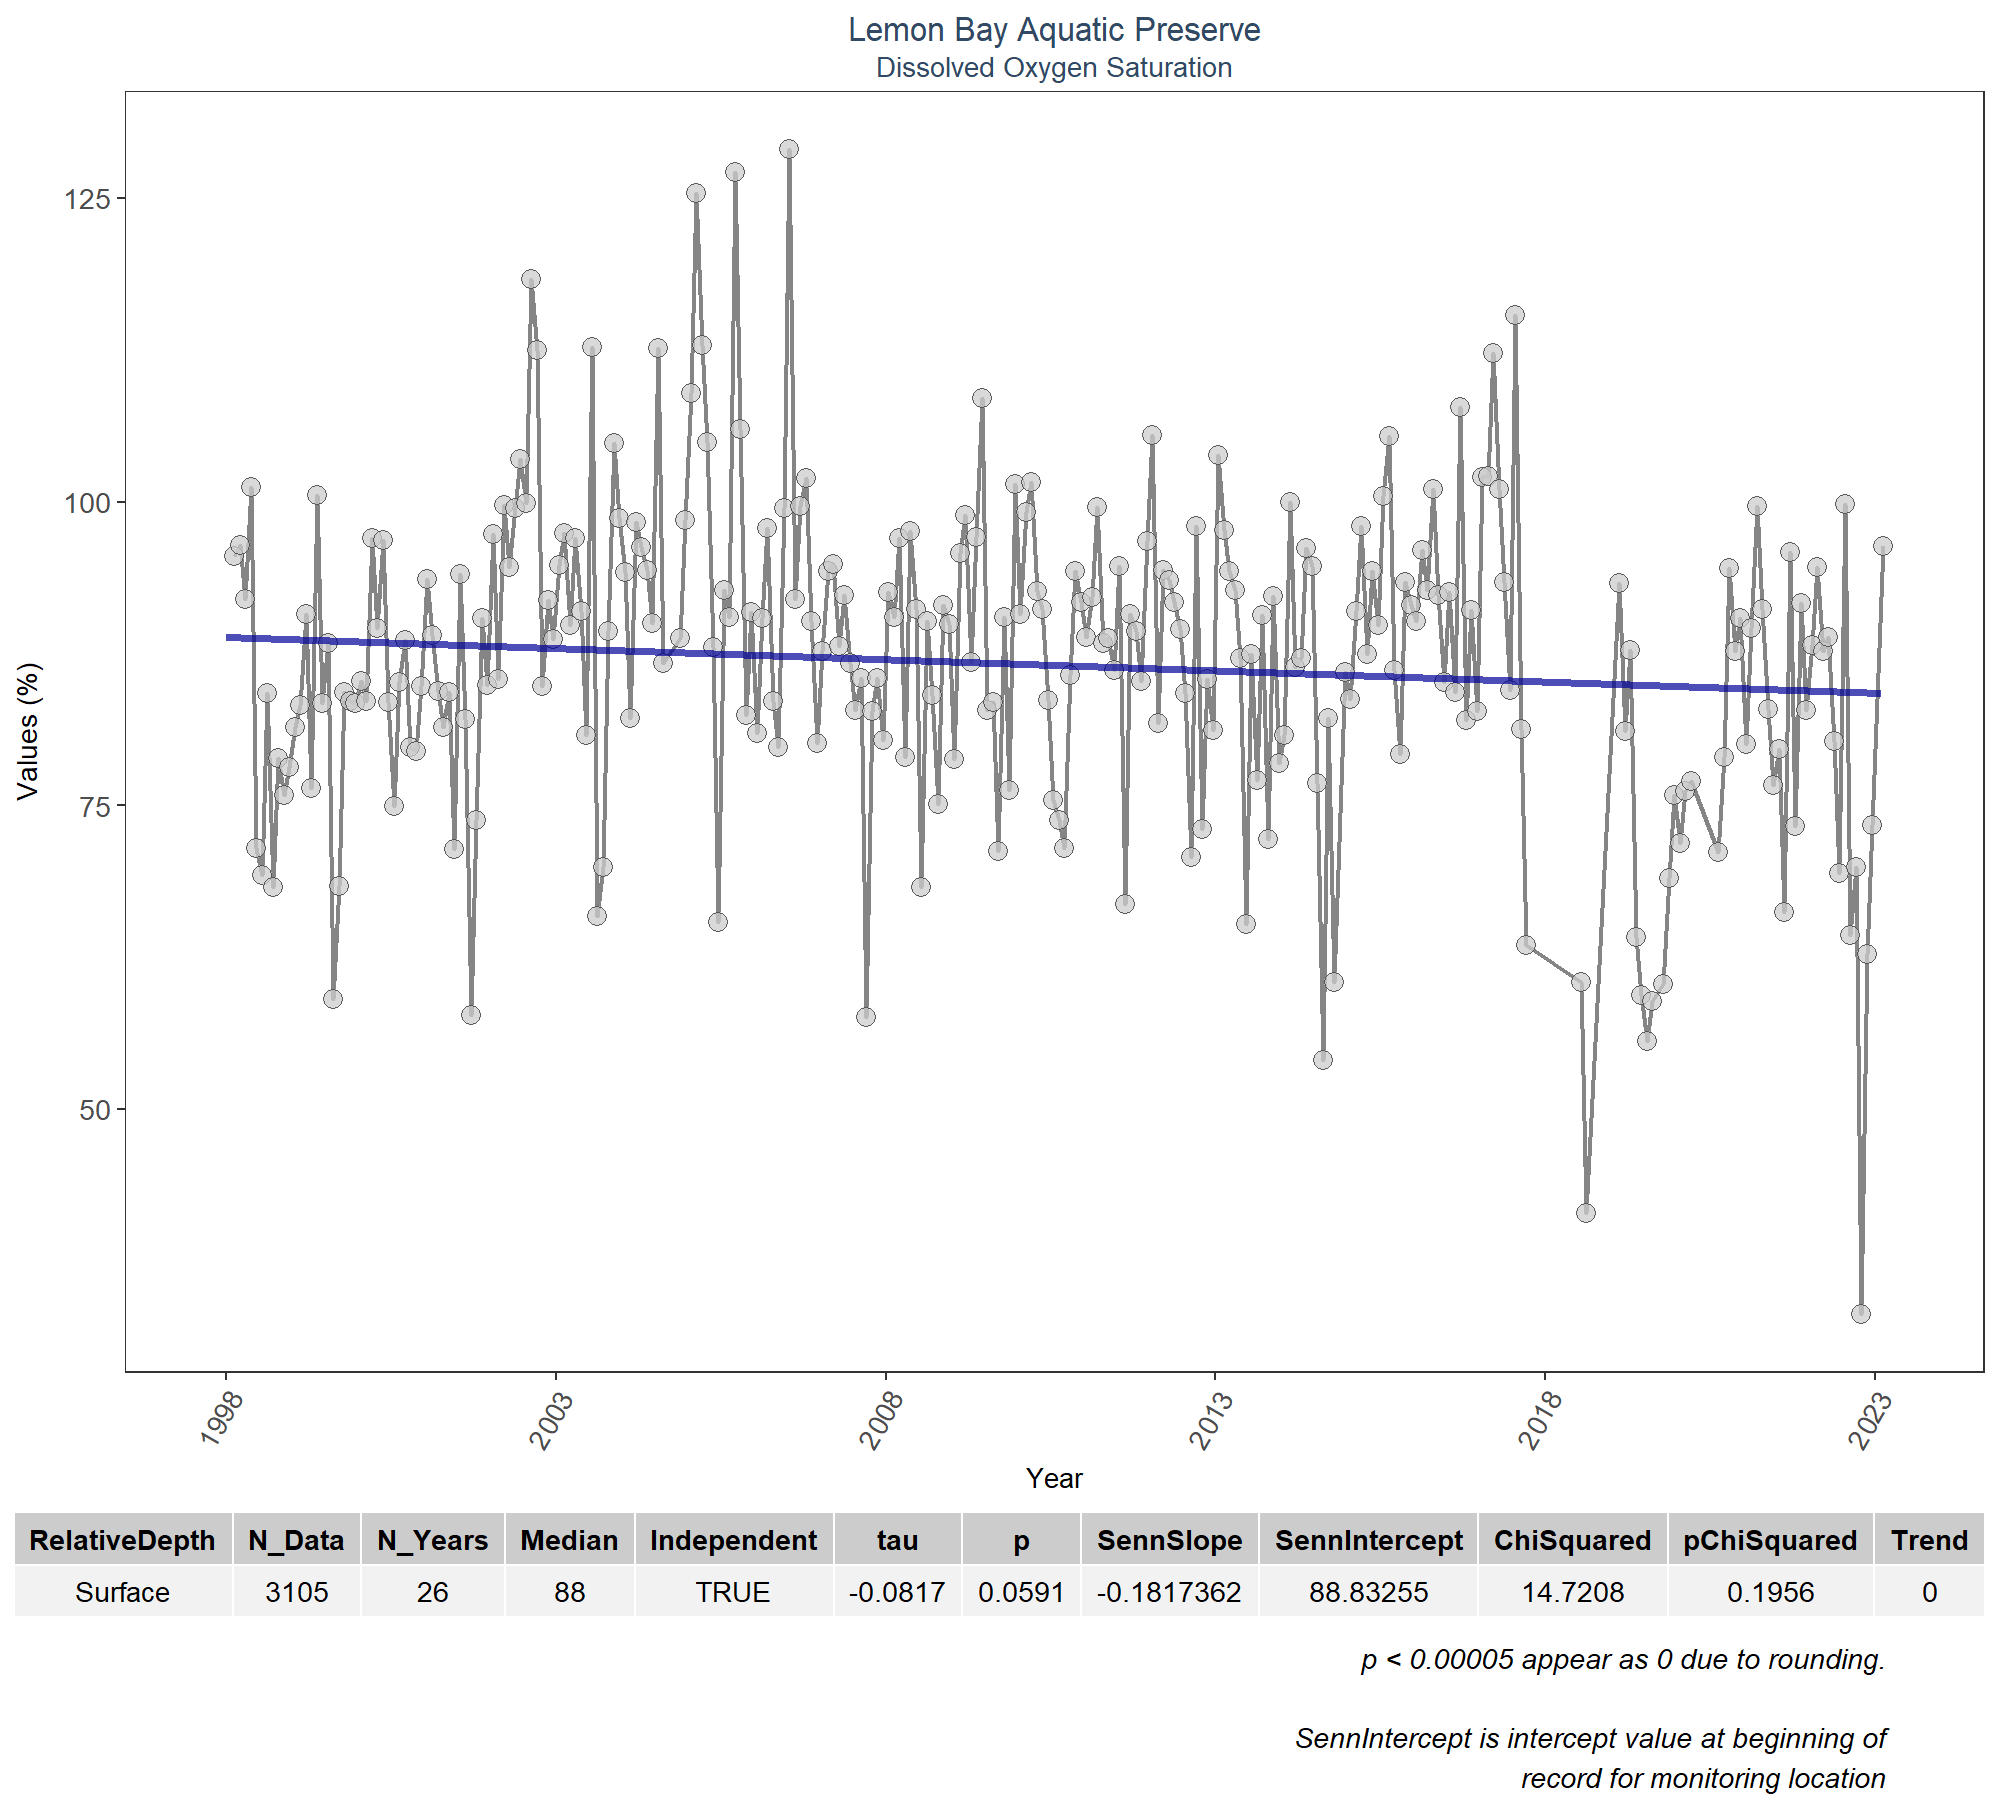 Lemon Bay Aquatic Preserve
Dissolved Oxygen Saturation
125
100
75
50
Values (%)
1998
2003
2008
2013
2018
2023
Year
RelativeDepth N_Data N_Years Median Independent tau p SennSlope SennIntercept ChiSquared pChiSquared Trend
Surface 3105 26 88 TRUE -0.0817 0.0591 -0.1817362 88.83255 14.7208 0.1956 0
p < 0.00005 appear as 0 due to rounding.
SennIntercept is intercept value at beginning of
record for monitoring location